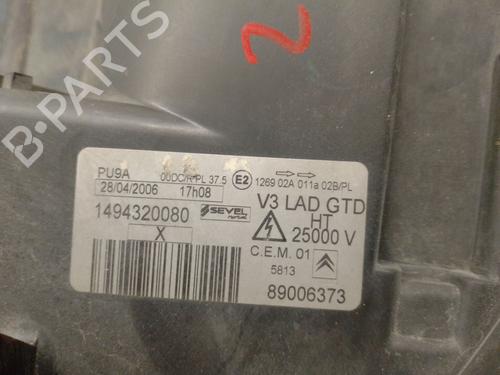 2
PU9A 00DC/R PL 37.5 E2 1269 02A 011a 02B/PL
28/04/2006 17h08
V3 LAD GTD
1494320080 SEVEL
HT
X 25000 V
C.E.M. 01
5813
89006373
B-PARTS